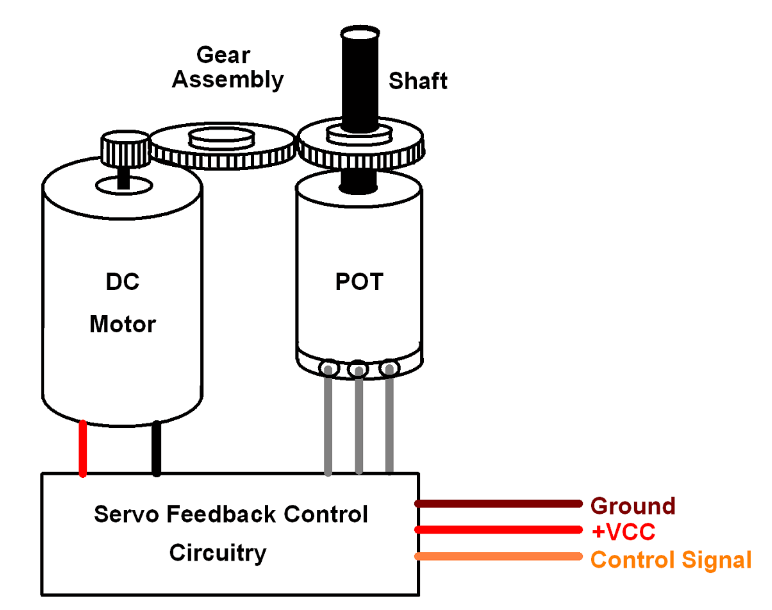 Gear
Assembly
Shaft
DC
Motor
POT
Servo Feedback Control
Circuitry
Ground
+VCC
Control Signal